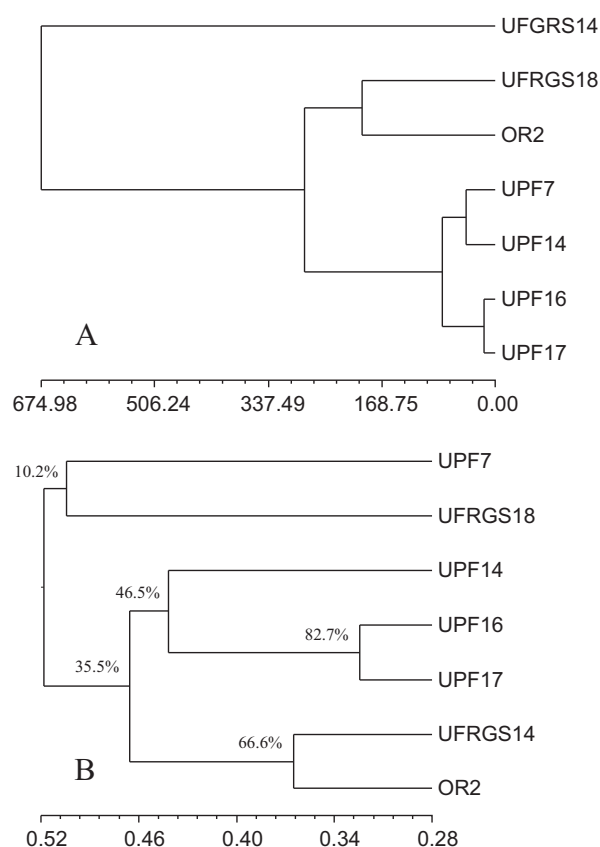 UFGRS14
UFRGS18
OR2
UPF7
UPF14
UPF16
UPF17
A
674.98 506.24 337.49 168.75 0.00
UPF7
10.2%
UFRGS18
UPF14
46.5%
UPF16
82.7%
35.5%
UPF17
UFRGS14
66.6%
B
OR2
0.52 0.46 0.40 0.34 0.28